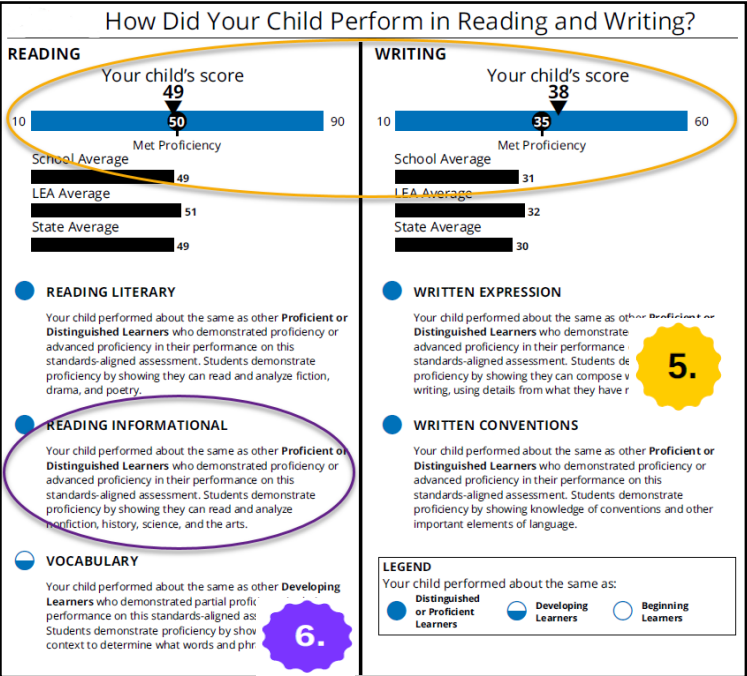 How Did Your Child Perform in Reading and Writing?
READING
Your child’s score
49
10
50
90
Met Proficiency
School Average
49
LEA Average
51
State Average
49
READING LITERARY
Your child performed about the same as other Proficient or
Distinguished Learners who demonstrated proficiency or
advanced proficiency in their performance on this
standards-aligned assessment. Students demonstrate
proficiency by showing they can read and analyze fiction,
drama, and poetry.
READING INFORMATIONAL
Your child performed about the same as other Proficient or
Distinguished Learners who demonstrated proficiency or
advanced proficiency in their performance on this
standards-aligned assessment. Students demonstrate
proficiency by showing they can read and analyze
nonfiction, history, science, and the arts.
VOCABULARY
Your child performed about the same as other Developing
Learners who demonstrated partial
performance on this standards-aligned
Students demonstrate proficiency by
context to determine what words and
6.
WRITING
Your child’s score
38
10
35
60
Met Proficiency
School Average
31
LEA Average
32
State Average
30
WRITTEN EXPRESSION
Your child performed about the same as other Proficient or
Distinguished Learners who demonstrate
advanced proficiency in their performance
standards-aligned assessment. Students
proficiency by showing they can compose
writing, using details from what they have
5.
WRITTEN CONVENTIONS
Your child performed about the same as other Proficient or
Distinguished Learners who demonstrated proficiency or
advanced proficiency in their performance on this
standards-aligned assessment. Students demonstrate
proficiency by showing knowledge of conventions and other
important elements of language.
LEGEND
Your child performed about the same as:
Distinguished
or Proficient
Learners
Developing
Learners
Beginning
Learners